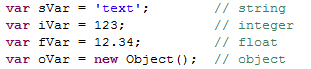 var sVar = 'text';         // string
var iVar = 123;            // integer
var fVar = 12.34;          // float
var oVar = new Object();   // object